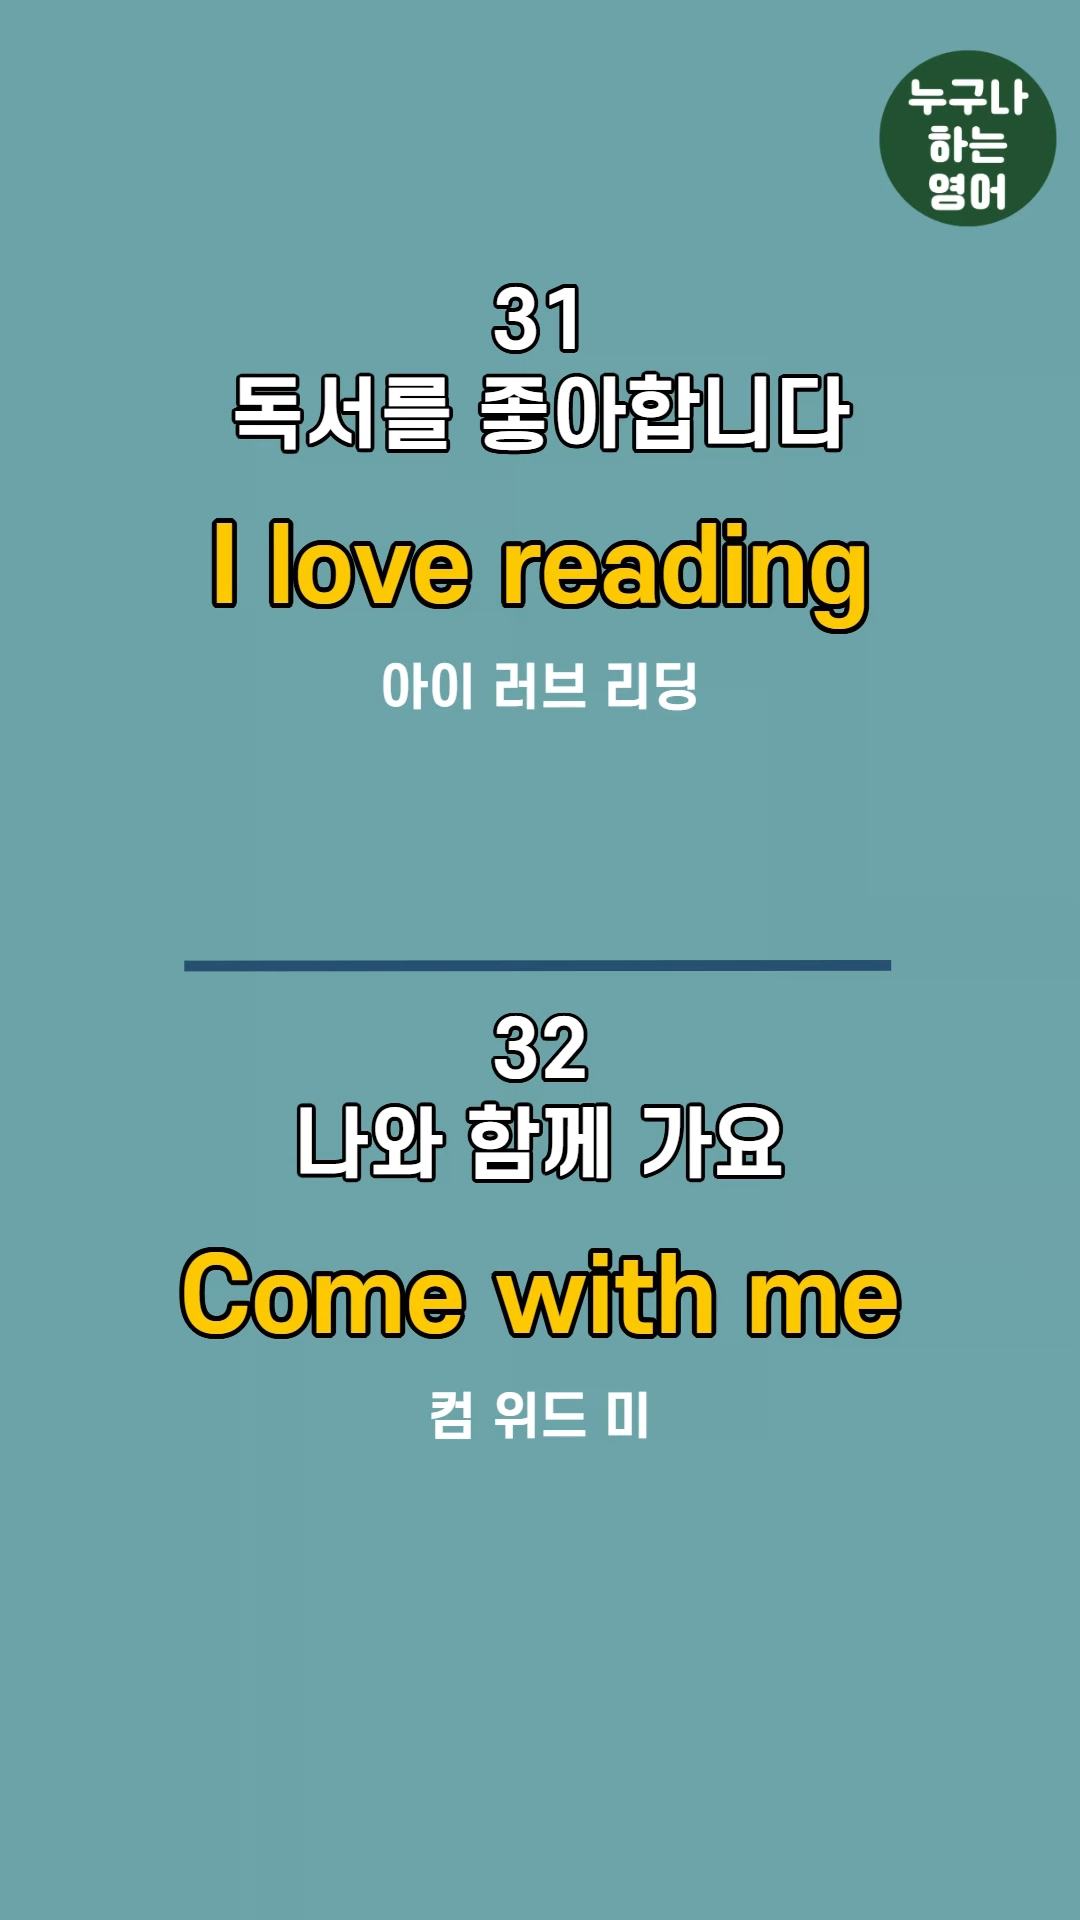 누구나
하는
영어
31
독서를 좋아합니다
I love reading
아이 러브 리딩
32
나와 함께 가요
Come with me
컴 위드 미